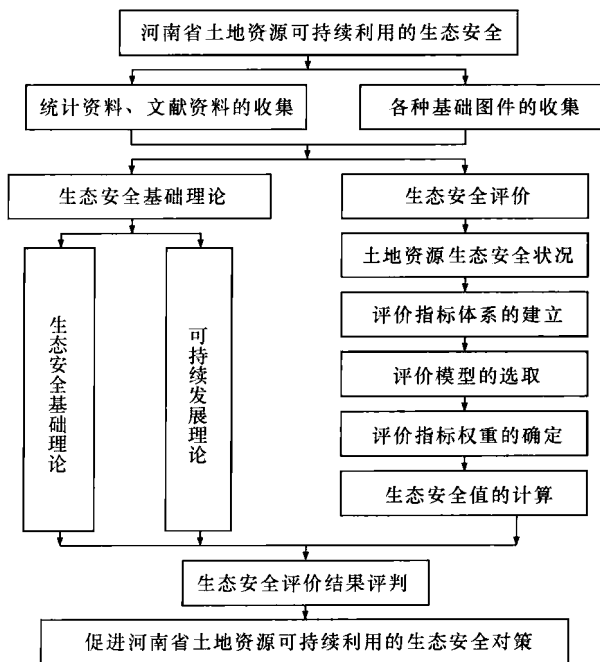 河南省土地资源可持续利用的生态安全
统计资料、文献资料的收集
各种基础图件的收集
生态安全基础理论
生态安全评价
生态安全基础理论
可持续发展理论
土地资源生态安全状况
评价指标体系的建立
评价模型的选取
评价指标权重的确定
生态安全值的计算
生态安全评价结果评判
促进河南省土地资源可持续利用的生态安全对策